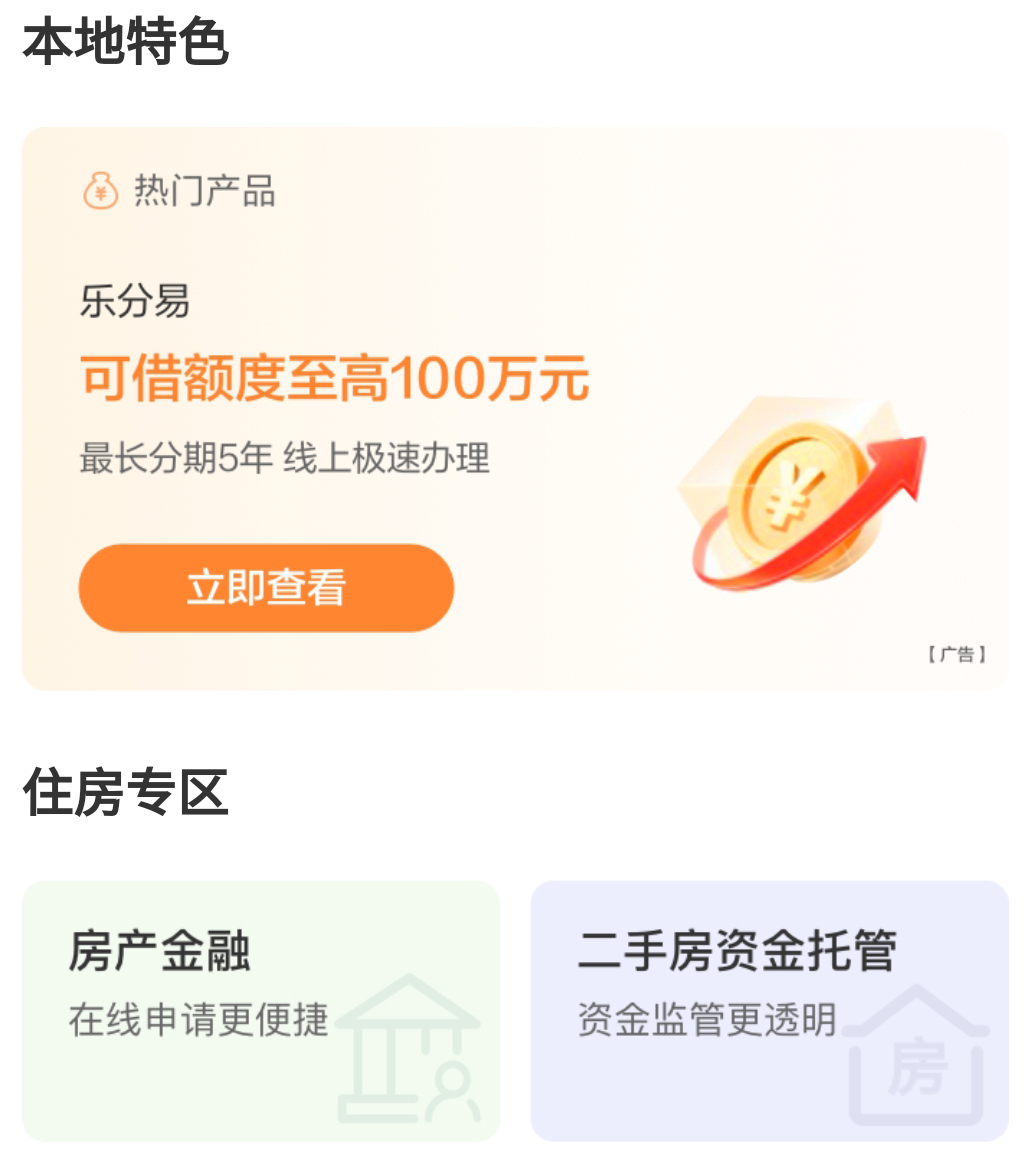 本地特色
热门产品
乐分易
可借额度至高100万元
最长分期5年 线上极速办理
立即查看
【广告】
住房专区
房产金融
在线申请更便捷
二手房资金托管
资金监管更透明
房